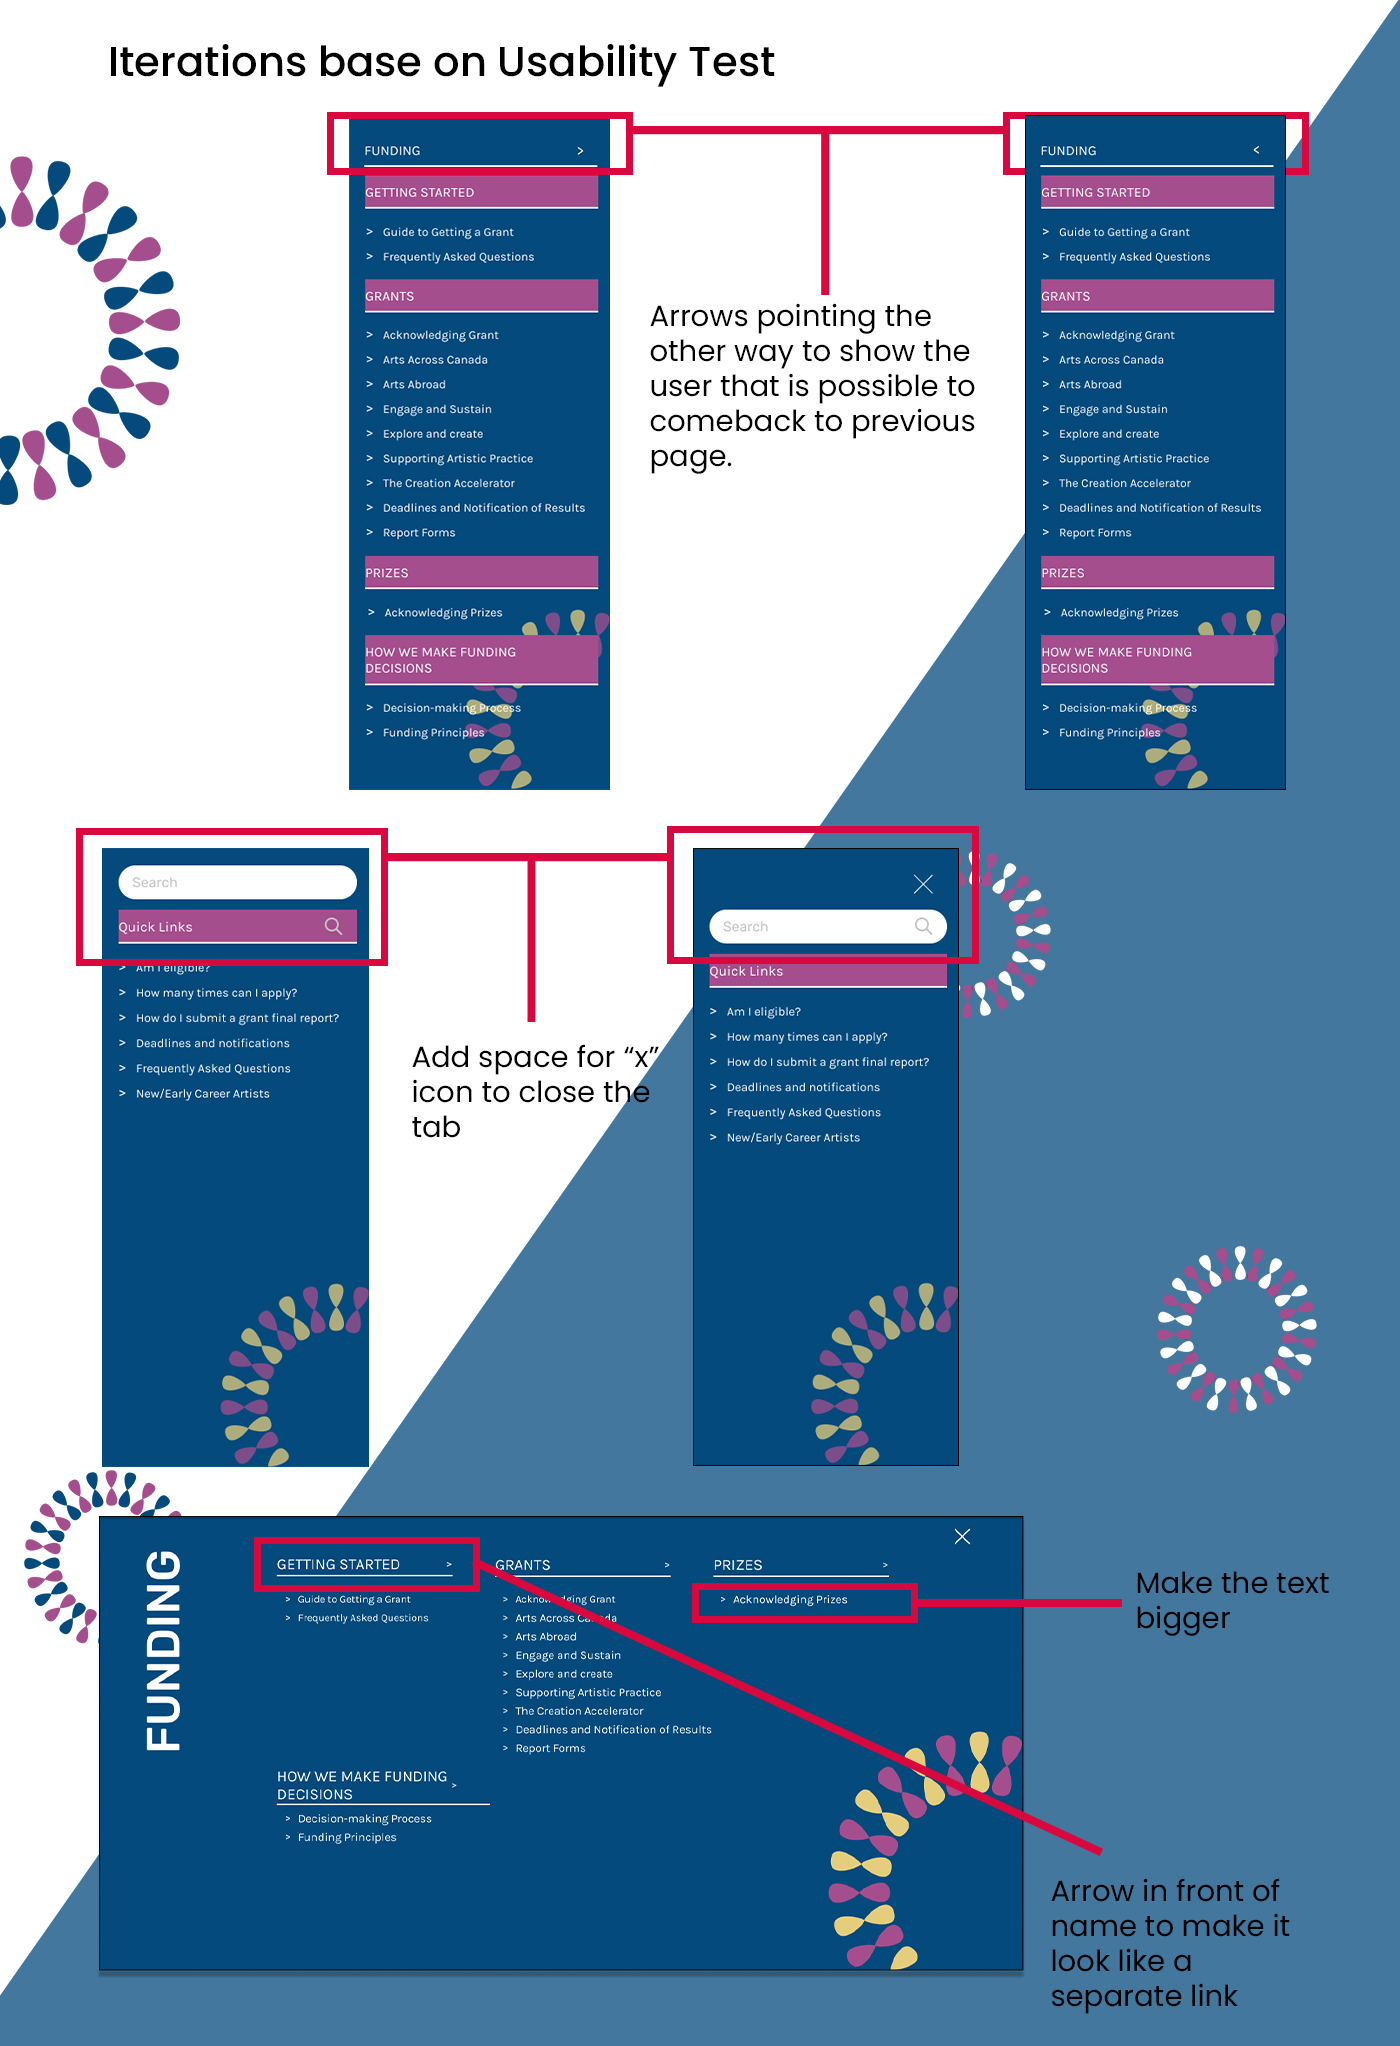 Iterations base on Usability Test
FUNDING >
GETTING STARTED
> Guide to Getting a Grant
> Frequently Asked Questions
GRANTS
> Acknowledging Grant
> Arts Across Canada
> Arts Abroad
> Engage and Sustain
> Explore and create
> Supporting Artistic Practice
> The Creation Accelerator
> Deadlines and Notification of Results
> Report Forms
PRIZES
> Acknowledging Prizes
HOW WE MAKE FUNDING
DECISIONS
> Decision-making Process
> Funding Principles
Arrows pointing the
other way to show the
user that is possible to
comeback to previous
page.
FUNDING <
GETTING STARTED
> Guide to Getting a Grant
> Frequently Asked Questions
GRANTS
> Acknowledging Grant
> Arts Across Canada
> Arts Abroad
> Engage and Sustain
> Explore and create
> Supporting Artistic Practice
> The Creation Accelerator
> Deadlines and Notification of Results
> Report Forms
PRIZES
> Acknowledging Prizes
HOW WE MAKE FUNDING
DECISIONS
> Decision-making Process
> Funding Principles
Search
Quick Links
> Am I eligible?
> How many times can I apply?
> How do I submit a grant final report?
> Deadlines and notifications
> Frequently Asked Questions
> New/Early Career Artists
Add space for “x”
icon to close the
tab
Search
Quick Links
> Am I eligible?
> How many times can I apply?
> How do I submit a grant final report?
> Deadlines and notifications
> Frequently Asked Questions
> New/Early Career Artists
FUNDING
GETTING STARTED >
> Guide to Getting a Grant
> Frequently Asked Questions
GRANTS >
> Acknowledging Grant
> Arts Across Canada
> Arts Abroad
> Engage and Sustain
> Explore and create
> Supporting Artistic Practice
> The Creation Accelerator
> Deadlines and Notification of Results
> Report Forms
PRIZES >
> Acknowledging Prizes
HOW WE MAKE FUNDING >
DECISIONS
> Decision-making Process
> Funding Principles
Make the text
bigger
Arrow in front of
name to make it
look like a
separate link